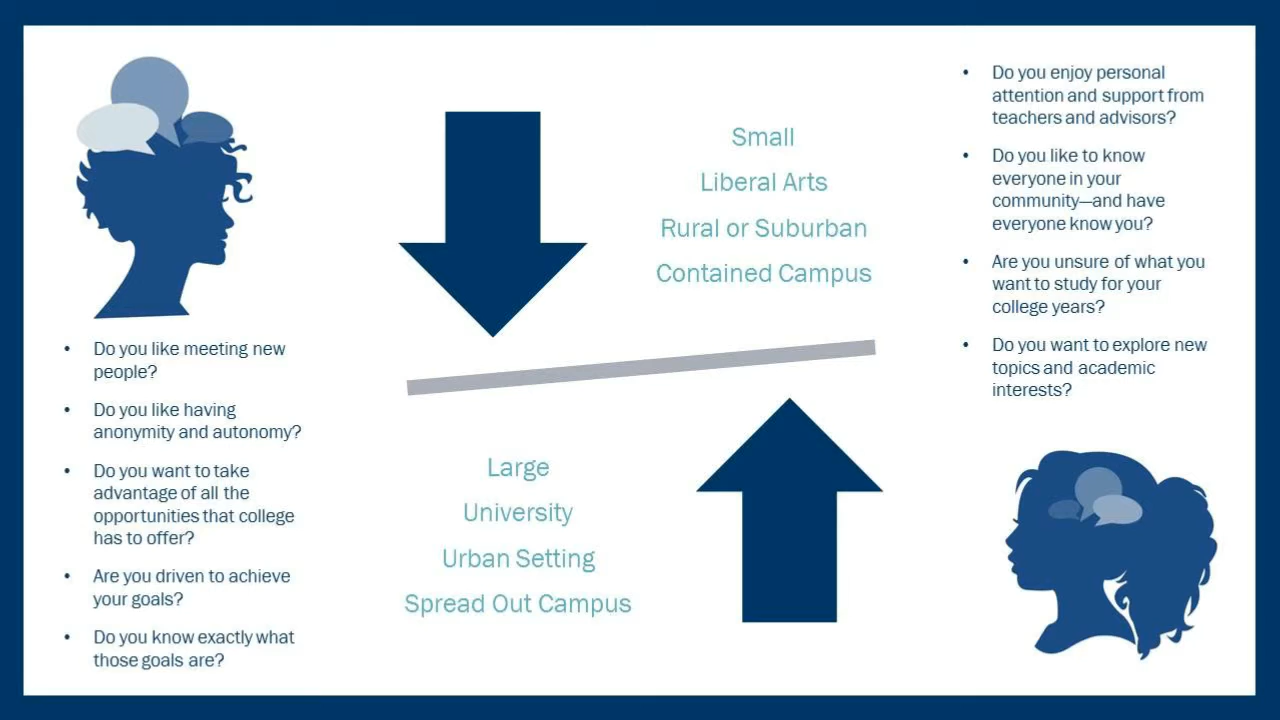 • Do you like meeting new
people?
• Do you like having
anonymity and autonomy?
• Do you want to take
advantage of all the
opportunities that college
has to offer?
• Are you driven to achieve
your goals?
• Do you know exactly what
those goals are?
Small
Liberal Arts
Rural or Suburban
Contained Campus
Large
University
Urban Setting
Spread Out Campus
• Do you enjoy personal
attention and support from
teachers and advisors?
• Do you like to know
everyone in your
community—and have
everyone know you?
• Are you unsure of what you
want to study for your
college years?
• Do you want to explore new
topics and academic
interests?